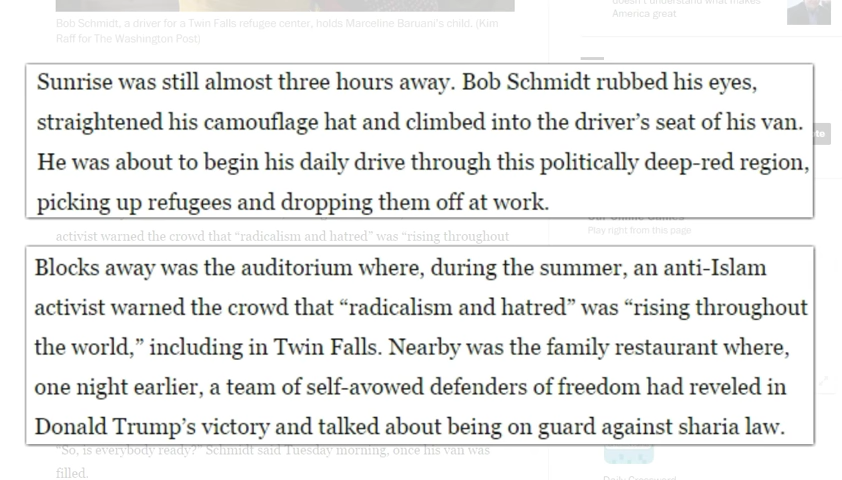 Bob Schmidt, a driver for a Twin Falls refugee center, holds Marceline Baruani's child. (Kim
Raff for The Washington Post)
doesn't understand what makes
America great
Sunrise was still almost three hours away. Bob Schmidt rubbed his eyes,
straightened his camouflage hat and climbed into the driver's seat of his van.
He was about to begin his daily drive through this politically deep-red region,
picking up refugees and dropping them off at work.
Play right from this page
activist warned the crowd that “radicalism and hatred” was “rising throughout
Blocks away was the auditorium where, during the summer, an anti-Islam
activist warned the crowd that “radicalism and hatred” was “rising throughout
the world,” including in Twin Falls. Nearby was the family restaurant where,
one night earlier, a team of self-avowed defenders of freedom had reveled in
Donald Trump’s victory and talked about being on guard against sharia law.
“So, is everybody ready?” Schmidt said Tuesday morning, once his van was
filled.